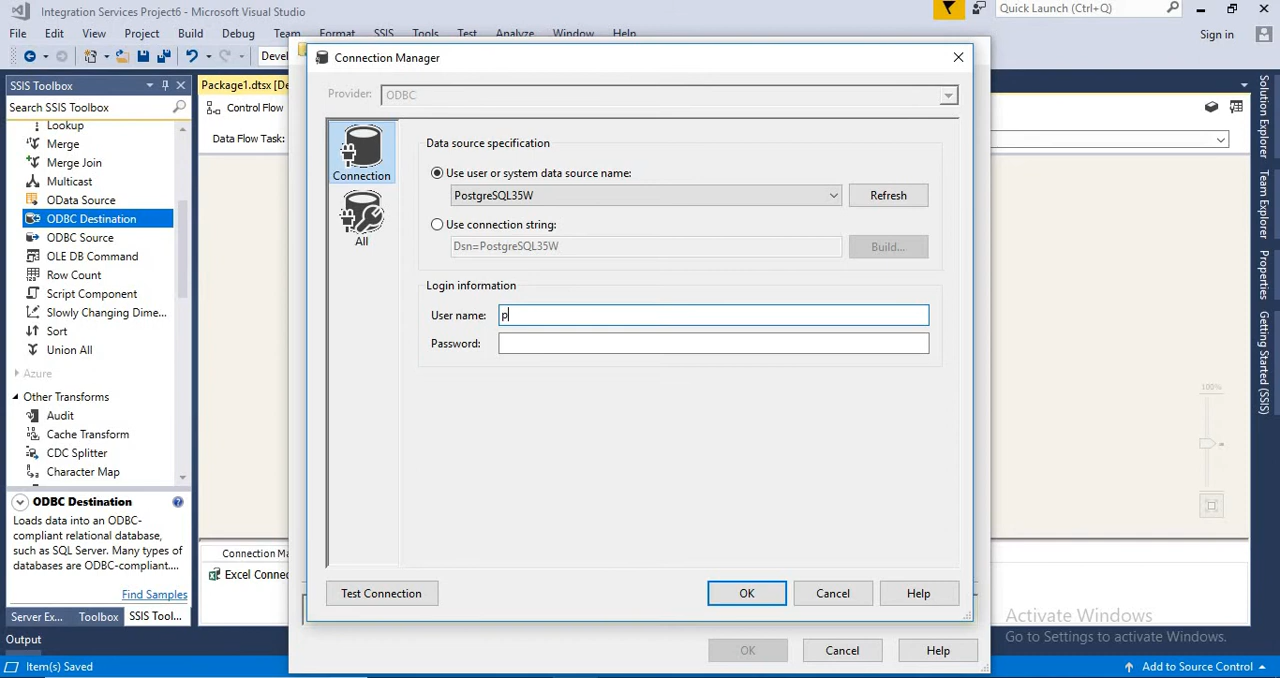 Integration Services Project6 - Microsoft Visual Studio
Quick Launch (Ctrl+Q)
File Edit View Project Build Debug Team Format SSIS Tools Test Analyze Window Help
Sign in
Devel
SSIS Toolbox
Search SSIS Toolbox
Lookup
Merge
Merge Join
Multicast
OData Source
ODBC Destination
ODBC Source
OLE DB Command
Row Count
Script Component
Slowly Changing Dime...
Sort
Union All
Azure
Other Transforms
Audit
Cache Transform
CDC Splitter
Character Map
ODBC Destination
Loads data into an ODBC-
compliant relational database,
such as SQL Server. Many types of
databases are ODBC-compliant....
Find Samples
Server Ex... Toolbox SSIS Tool...
Output
Item(s) Saved
Package1.dtsx [De
Control Flow
Data Flow Task:
Connection Ma
Excel Connec
Connection Manager
Provider: ODBC
Connection
All
Data source specification
Use user or system data source name:
PostgreSQL35W
Refresh
Use connection string:
Dsn=PostgreSQL35W
Build...
Login information
User name: p
Password:
Test Connection OK Cancel Help
OK Cancel Help
100%
Solution Explorer
Team Explorer
Properties
Getting Started (SSIS)
Activate Windows
Go to Settings to activate Windows.
Add to Source Control